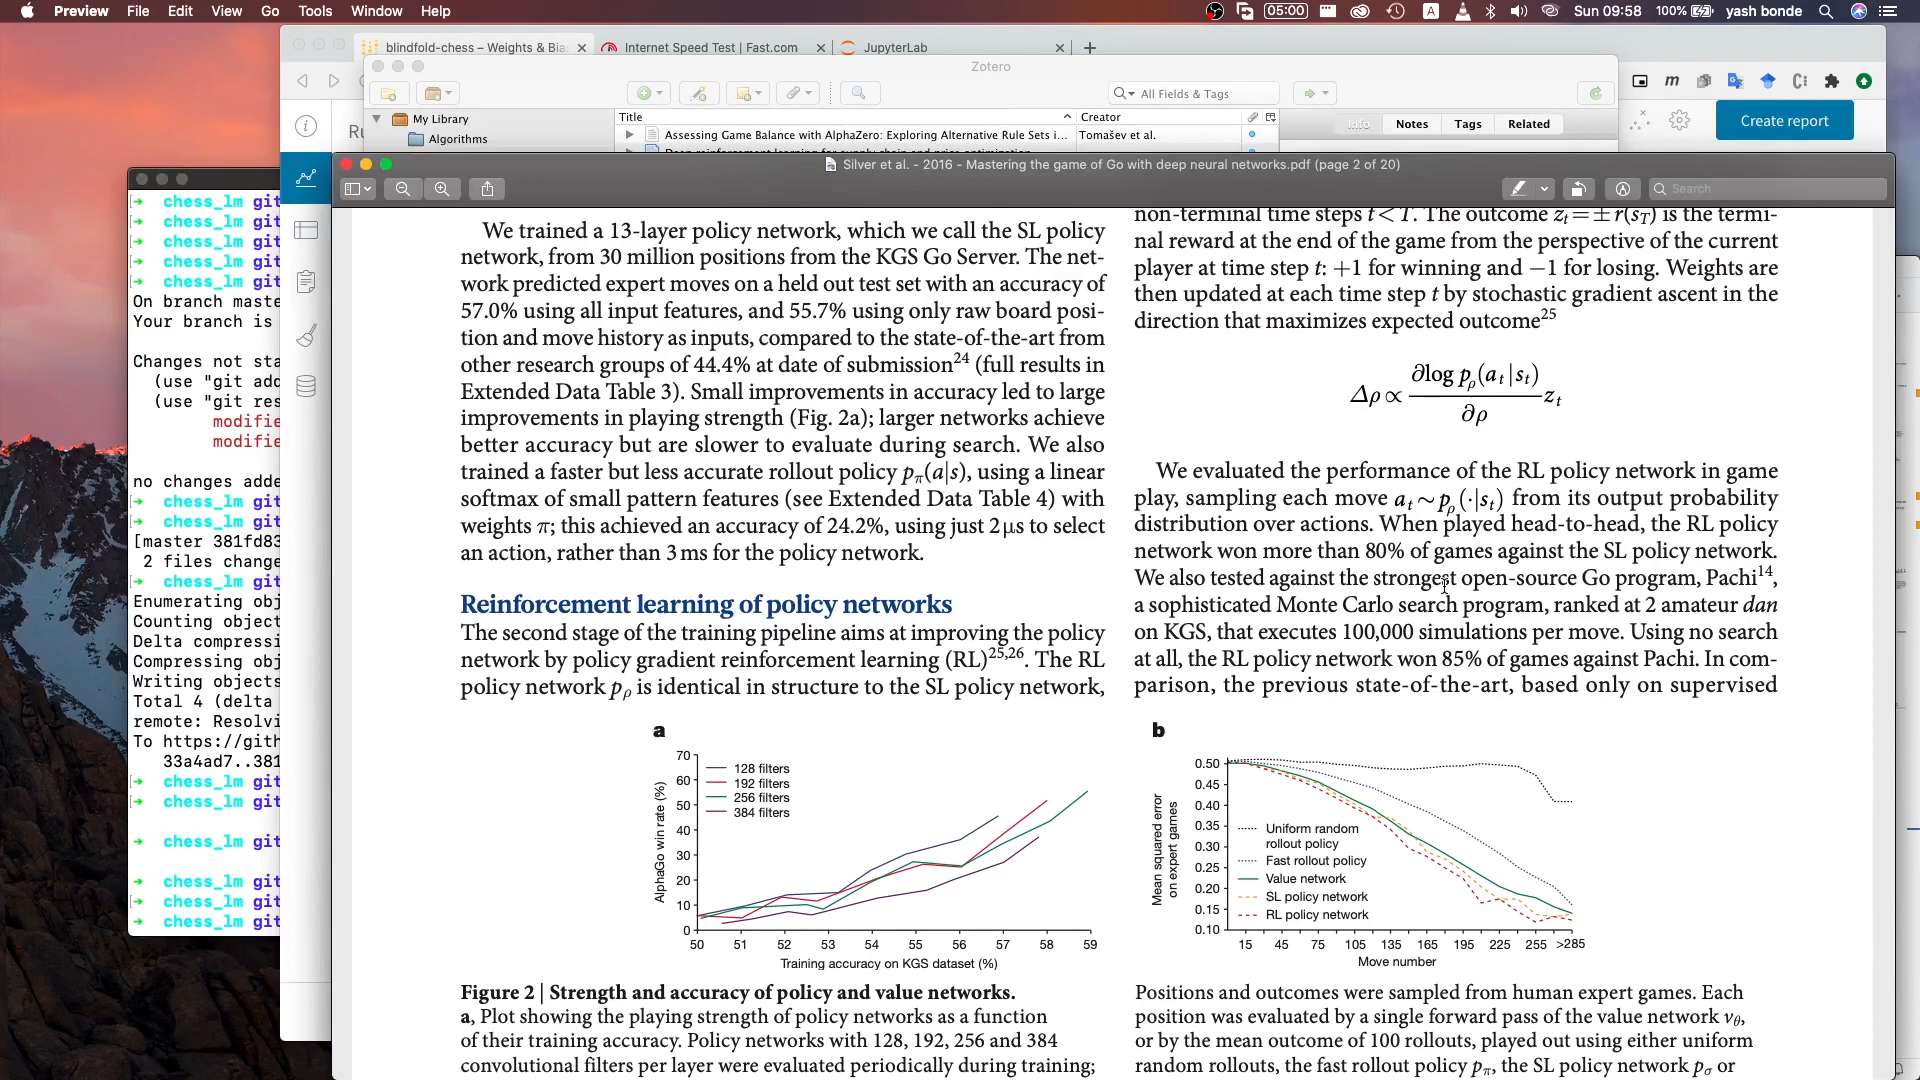 Preview File Edit View Go Tools Window Help
05:00 A Sun 09:58 100% yash bonde
blindfold-chess – Weights & Bia
Internet Speed Test | Fast.com
JupyterLab
Zotero
All Fields & Tags
My Library
Algorithms
Title Creator
Assessing Game Balance with AlphaZero: Exploring Alternative Rule Sets i... Tomašev et al.
Info Notes Tags Related
Create report
Silver et al. - 2016 - Mastering the game of Go with deep neural networks.pdf (page 2 of 20)
Search
➜ chess_lm git
➜ chess_lm git
➜ chess_lm git
➜ chess_lm git
➜ chess_lm git
On branch maste
Your branch is
Changes not sta
(use "git add
(use "git res
modifie
modifie
no changes adde
➜ chess_lm git
➜ chess_lm git
[master 381fd83
2 files change
➜ chess_lm git
Enumerating obj
Counting object
Delta compressi
Compressing obj
Writing objects
Total 4 (delta
remote: Resolvi
To https://gith
33a4ad7..381
➜ chess_lm git
➜ chess_lm git
➜ chess_lm git
➜ chess_lm git
➜ chess_lm git
➜ chess_lm git
We trained a 13-layer policy network, which we call the SL policy
network, from 30 million positions from the KGS Go Server. The net-
work predicted expert moves on a held out test set with an accuracy of
57.0% using all input features, and 55.7% using only raw board posi-
tion and move history as inputs, compared to the state-of-the-art from
other research groups of 44.4% at date of submission24 (full results in
Extended Data Table 3). Small improvements in accuracy led to large
improvements in playing strength (Fig. 2a); larger networks achieve
better accuracy but are slower to evaluate during search. We also
trained a faster but less accurate rollout policy pπ(a|s), using a linear
softmax of small pattern features (see Extended Data Table 4) with
weights π; this achieved an accuracy of 24.2%, using just 2 μs to select
an action, rather than 3 ms for the policy network.
Reinforcement learning of policy networks
The second stage of the training pipeline aims at improving the policy
network by policy gradient reinforcement learning (RL)25,26. The RL
policy network pρ is identical in structure to the SL policy network,
non-terminal time steps t < T. The outcome zt = ± r(sT) is the termi-
nal reward at the end of the game from the perspective of the current
player at time step t: +1 for winning and −1 for losing. Weights are
then updated at each time step t by stochastic gradient ascent in the
direction that maximizes expected outcome25
Δρ ∝ ∂log pρ(at|st) / ∂ρ zt
We evaluated the performance of the RL policy network in game
play, sampling each move at ~ pρ(·|st) from its output probability
distribution over actions. When played head-to-head, the RL policy
network won more than 80% of games against the SL policy network.
We also tested against the strongest open-source Go program, Pachi14,
a sophisticated Monte Carlo search program, ranked at 2 amateur dan
on KGS, that executes 100,000 simulations per move. Using no search
at all, the RL policy network won 85% of games against Pachi. In com-
parison, the previous state-of-the-art, based only on supervised
a
AlphaGo win rate (%)
70
60
50
40
30
20
10
0
128 filters
192 filters
256 filters
384 filters
50 51 52 53 54 55 56 57 58 59
Training accuracy on KGS dataset (%)
b
Mean squared error
on expert games
0.50
0.45
0.40
0.35
0.30
0.25
0.20
0.15
0.10
Uniform random
rollout policy
Fast rollout policy
Value network
SL policy network
RL policy network
15 45 75 105 135 165 195 225 255 >285
Move number
Figure 2 | Strength and accuracy of policy and value networks.
a, Plot showing the playing strength of policy networks as a function
of their training accuracy. Policy networks with 128, 192, 256 and 384
convolutional filters per layer were evaluated periodically during training;
Positions and outcomes were sampled from human expert games. Each
position was evaluated by a single forward pass of the value network vθ,
or by the mean outcome of 100 rollouts, played out using either uniform
random rollouts, the fast rollout policy pπ, the SL policy network pσ or